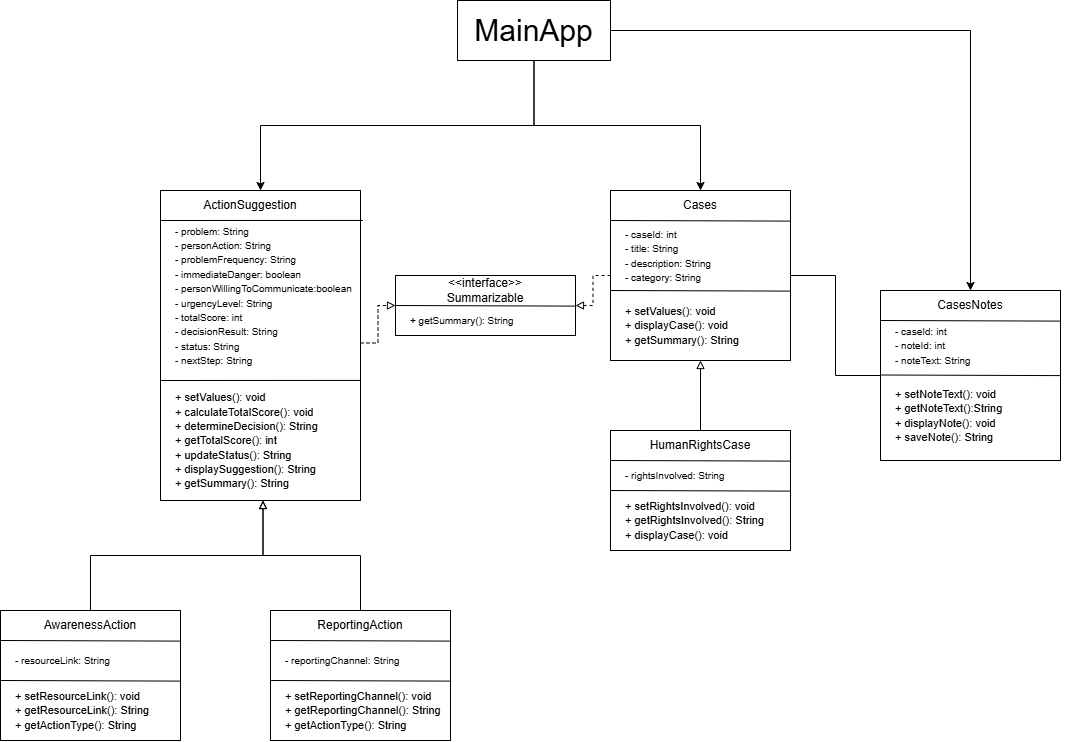 MainApp
ActionSuggestion
- problem: String
- personAction: String
- problemFrequency: String
- immediateDanger: boolean
- personWillingToCommunicate:boolean
- urgencyLevel: String
- totalScore: int
- decisionResult: String
- status: String
- nextStep: String
+ setValues(): void
+ calculateTotalScore(): void
+ determineDecision(): String
+ getTotalScore(): int
+ updateStatus(): String
+ displaySuggestion(): String
+ getSummary(): String
<<interface>>
Summarizable
+ getSummary(): String
Cases
- caseId: int
- title: String
- description: String
- category: String
+ setValues(): void
+ displayCase(): void
+ getSummary(): String
CasesNotes
- caseId: int
- noteId: int
- noteText: String
+ setNoteText(): void
+ getNoteText():String
+ displayNote(): void
+ saveNote(): String
HumanRightsCase
- rightsInvolved: String
+ setRightsInvolved(): void
+ getRightsInvolved(): String
+ displayCase(): void
AwarenessAction
- resourceLink: String
+ setResourceLink(): void
+ getResourceLink(): String
+ getActionType(): String
ReportingAction
- reportingChannel: String
+ setReportingChannel(): void
+ getReportingChannel(): String
+ getActionType(): String